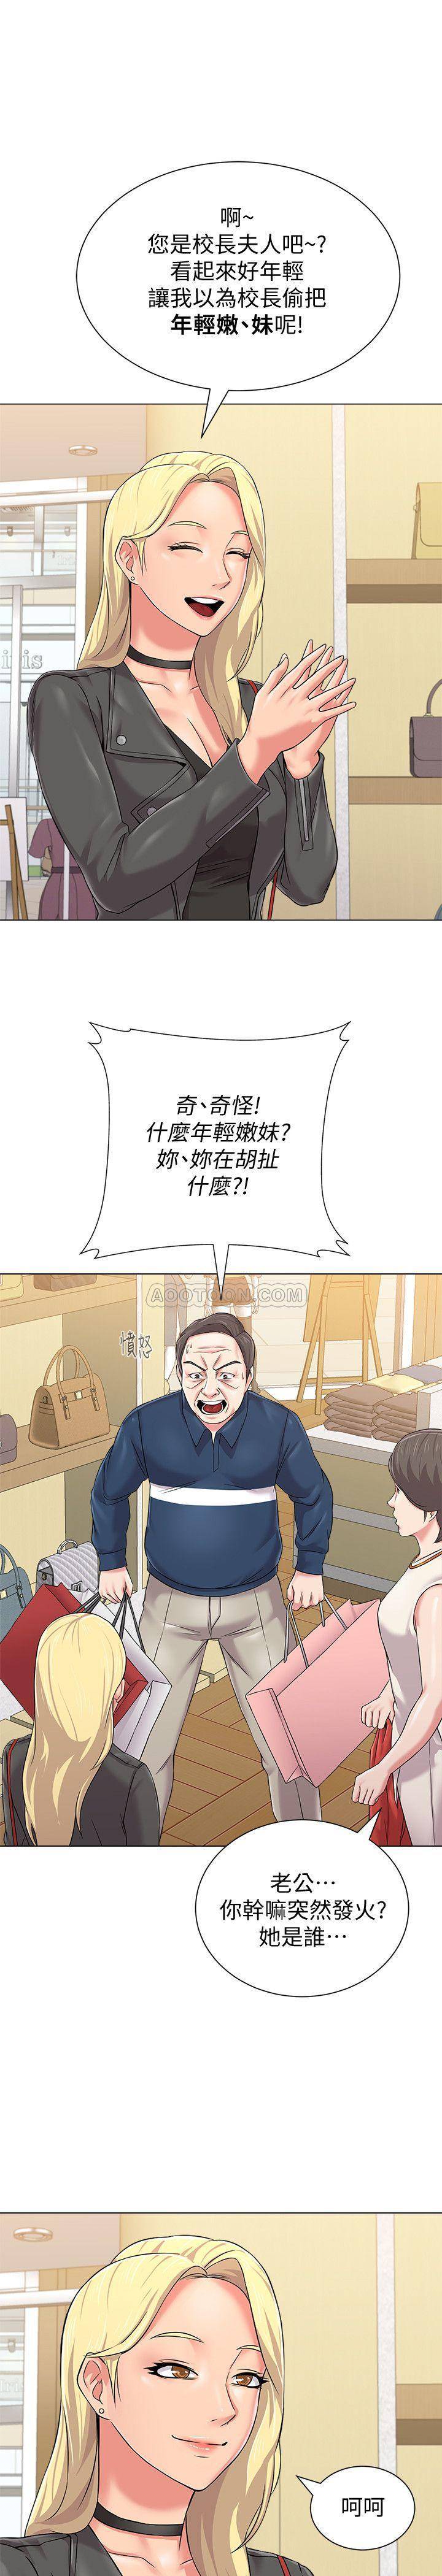 啊~
您是校長夫人吧~?
看起來好年輕
讓我以為校長偷把
年輕嫩、妹呢!
奇、奇怪!
什麼年輕嫩妹?
妳、妳在胡扯
什麼?!
AOOTOON.COM
憤怒
老公…
你幹嘛突然發火?
她是誰…
呵呵